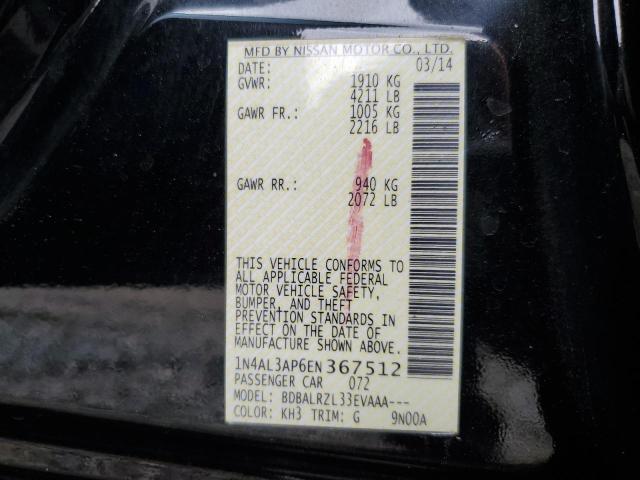 MFD BY NISSAN MOTOR CO., LTD.
DATE: 03/14
GVWR: 1910 KG
4211 LB
GAWR FR.: 1005 KG
2216 LB
GAWR RR.: 940 KG
2072 LB
THIS VEHICLE CONFORMS TO
ALL APPLICABLE FEDERAL
MOTOR VEHICLE SAFETY,
BUMPER, AND THEFT
PREVENTION STANDARDS IN
EFFECT ON THE DATE OF
MANUFACTURE SHOWN ABOVE.
1N4AL3AP6EN 367512
PASSENGER CAR 072
MODEL: BDBALRZL33EVAAA---
COLOR: KH3 TRIM: G 9N00A